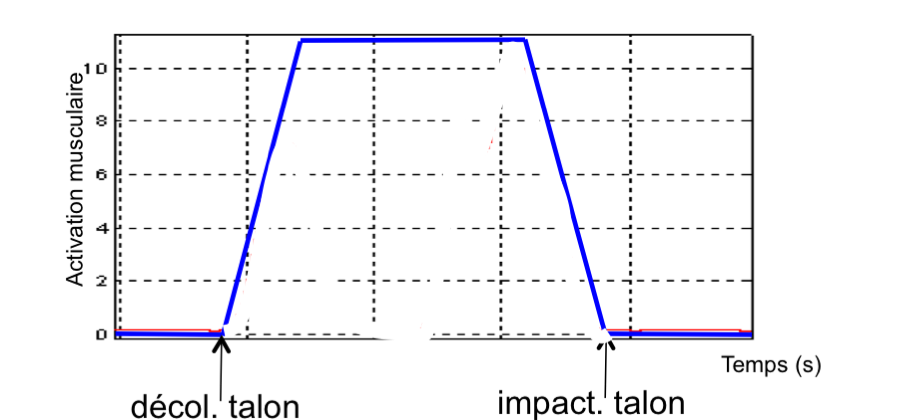 Activation musculaire
10
8
6
4
2
0
Temps (s)
décol. talon
impact. talon